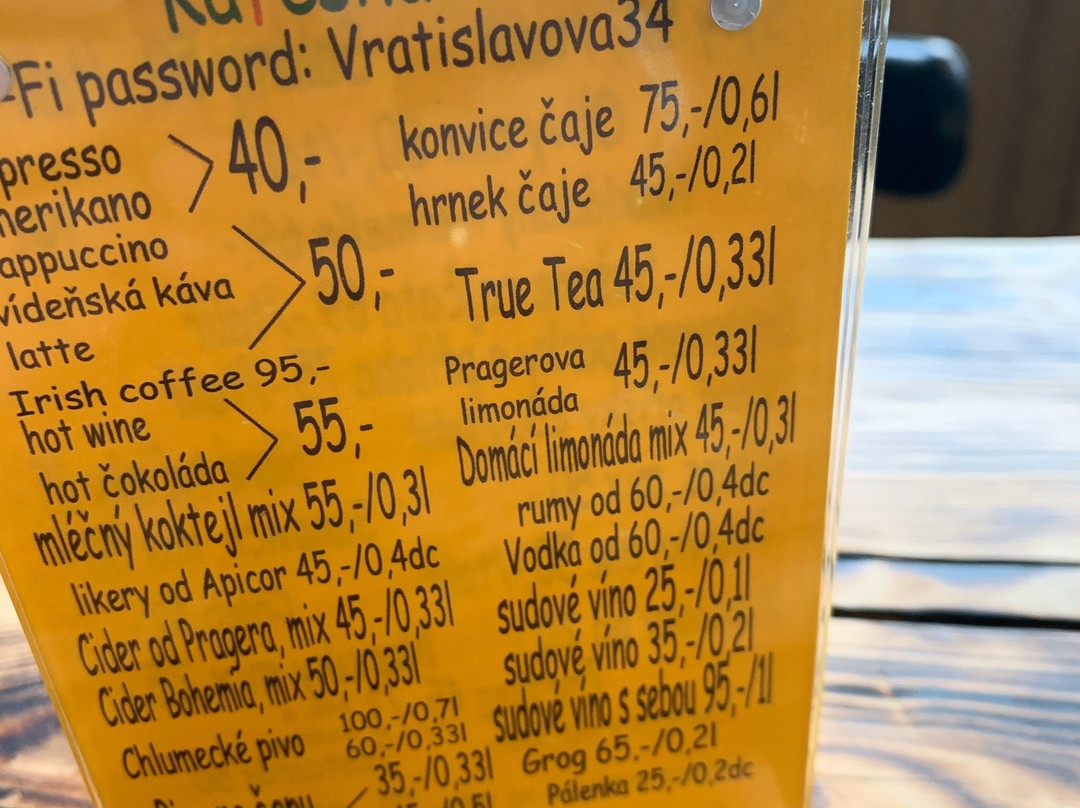 -Fi password: Vratislavova34
presso
merikano
40,-
appuccino
vídeňská káva
latte
50,-
Irish coffee 95,-
hot wine
hot čokoláda
55,-
mléčný koktejl mix 55,-/0,3l
likery od Apicor 45,-/0,4dc
Cider od Pragera, mix 45,-/0,33l
Cider Bohemia, mix 50,-/0,33l
Chlumecké pivo
100,-/0,7l
60,-/0,33l
35,-/0,33l
konvice čaje 75,-/0,6l
hrnek čaje 45,-/0,2l
True Tea 45,-/0,33l
Pragerova limonáda 45,-/0,33l
Domácí limonáda mix 45,-/0,3l
rumy od 60,-/0,4dc
Vodka od 60,-/0,4dc
sudové víno 25,-/0,1l
sudové víno 35,-/0,2l
sudové víno s sebou 95,-/1l
Grog 65,-/0,2l
Pálenka 25,-/0,2dc